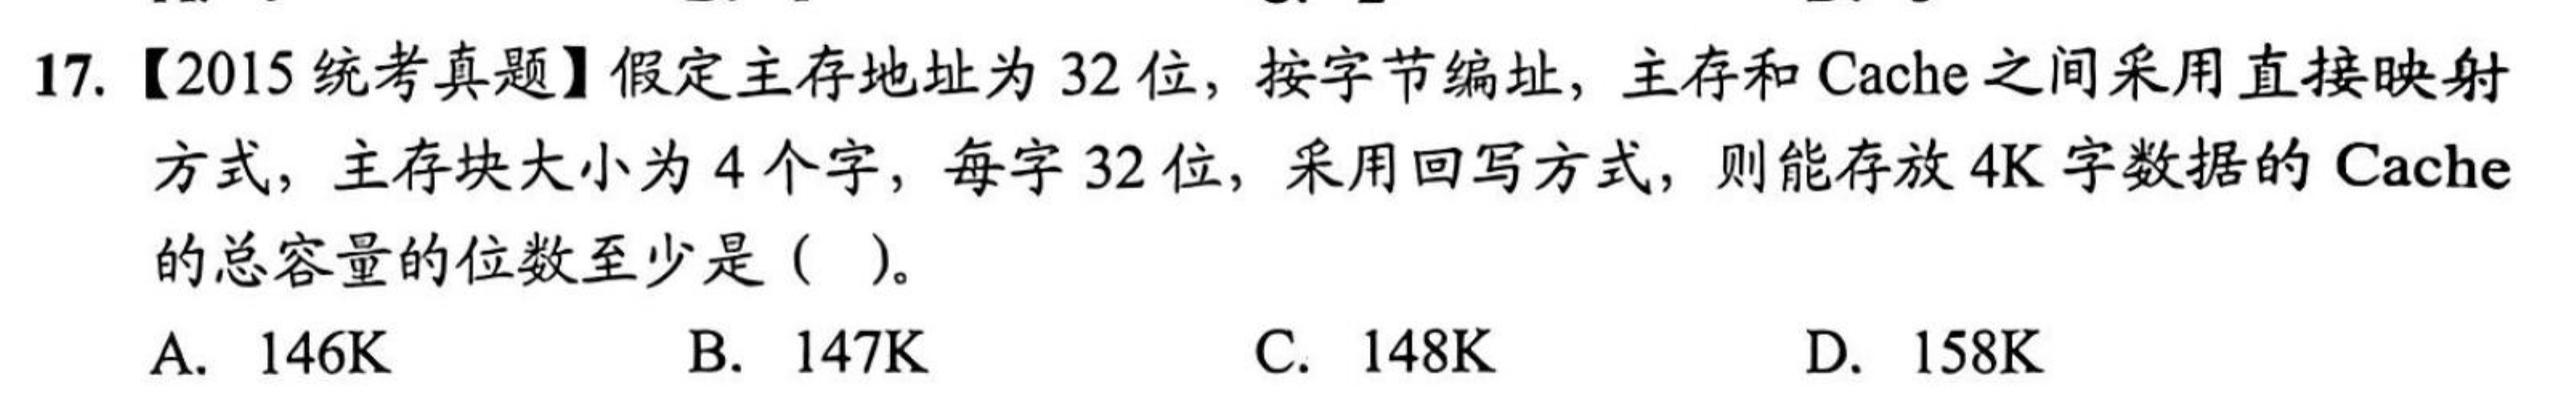 17.【2015 统考真题】假定主存地址为 32 位，按字节编址，主存和 Cache 之间采用直接映射
方式，主存块大小为 4 个字，每字 32 位，采用回写方式，则能存放 4K 字数据的 Cache
的总容量的位数至少是（ ）。
A. 146K B. 147K C. 148K D. 158K